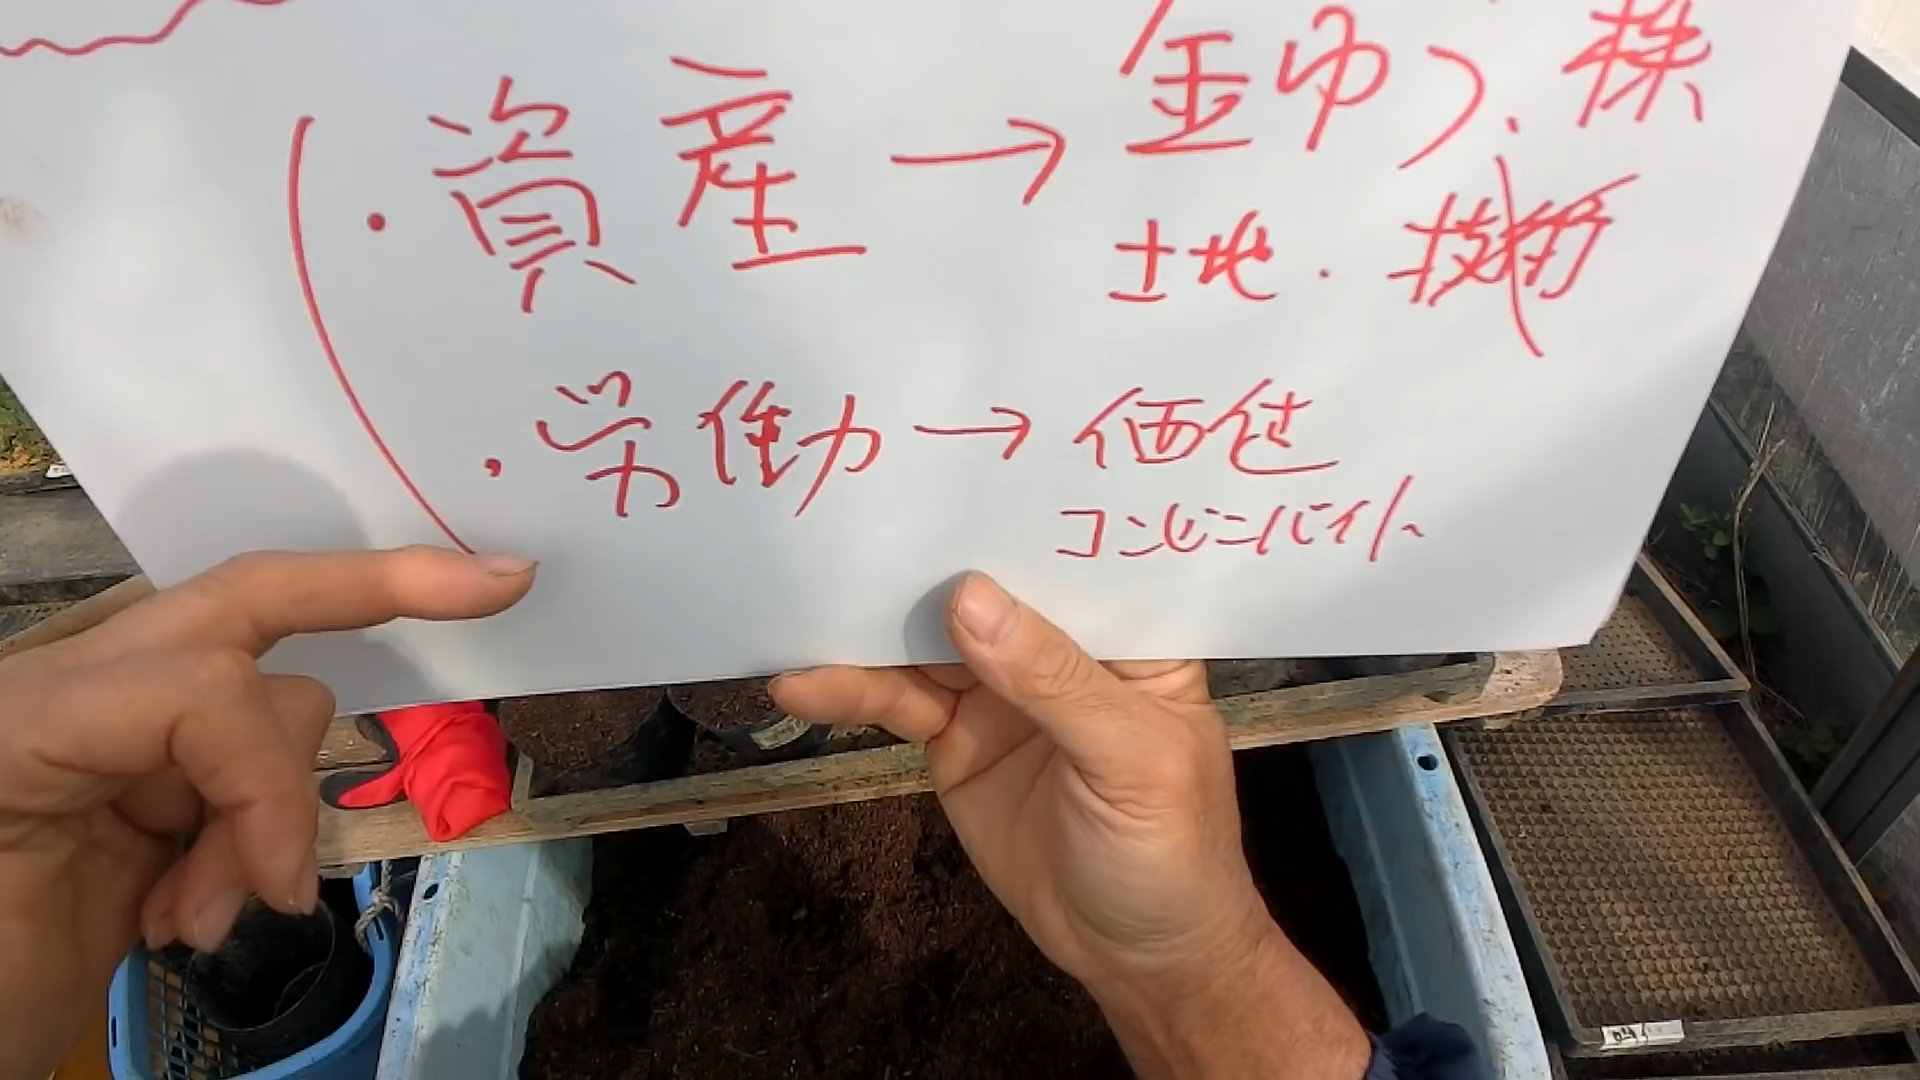 ・資産→金ゆう、株
土地・技術
・労働力→価値
コンビニバイト